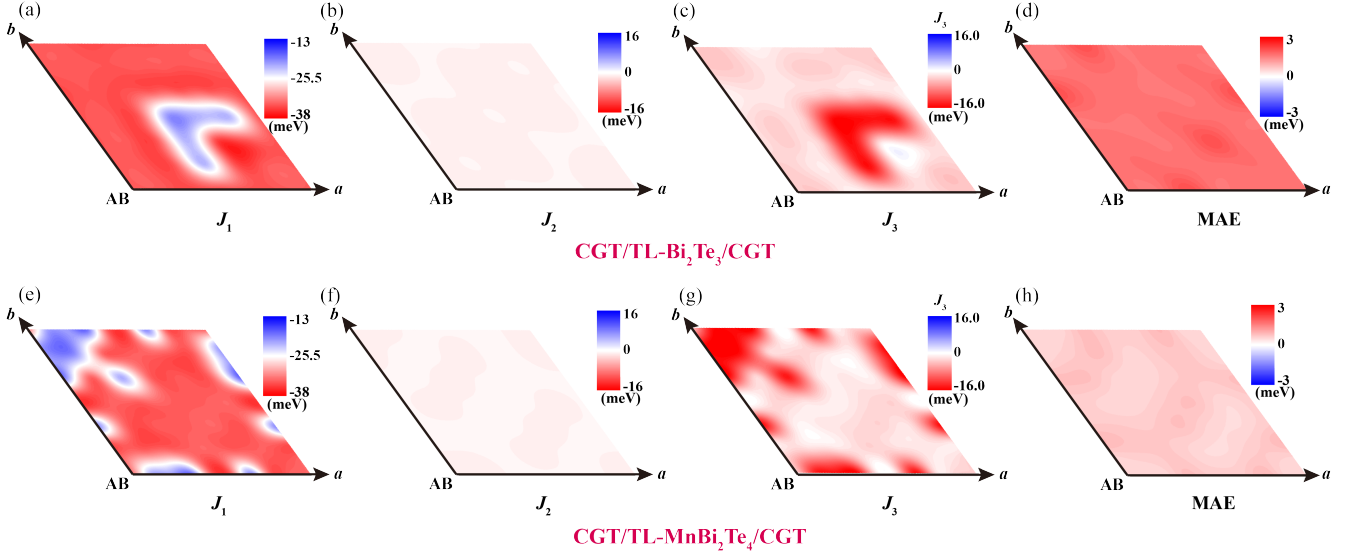 (a)
b
-13
-25.5
-38
(meV)
AB
a
J1
(b)
b
16
0
-16
(meV)
AB
a
J2
(c)
b
J3
16.0
0
-16.0
(meV)
AB
a
J3
(d)
b
3
0
-3
(meV)
AB
a
MAE
CGT/TL-Bi2Te3/CGT
(e)
b
-13
-25.5
-38
(meV)
AB
a
J1
(f)
b
16
0
-16
(meV)
AB
a
J2
(g)
b
J3
16.0
0
-16.0
(meV)
AB
a
J3
(h)
b
3
0
-3
(meV)
AB
a
MAE
CGT/TL-MnBi2Te4/CGT